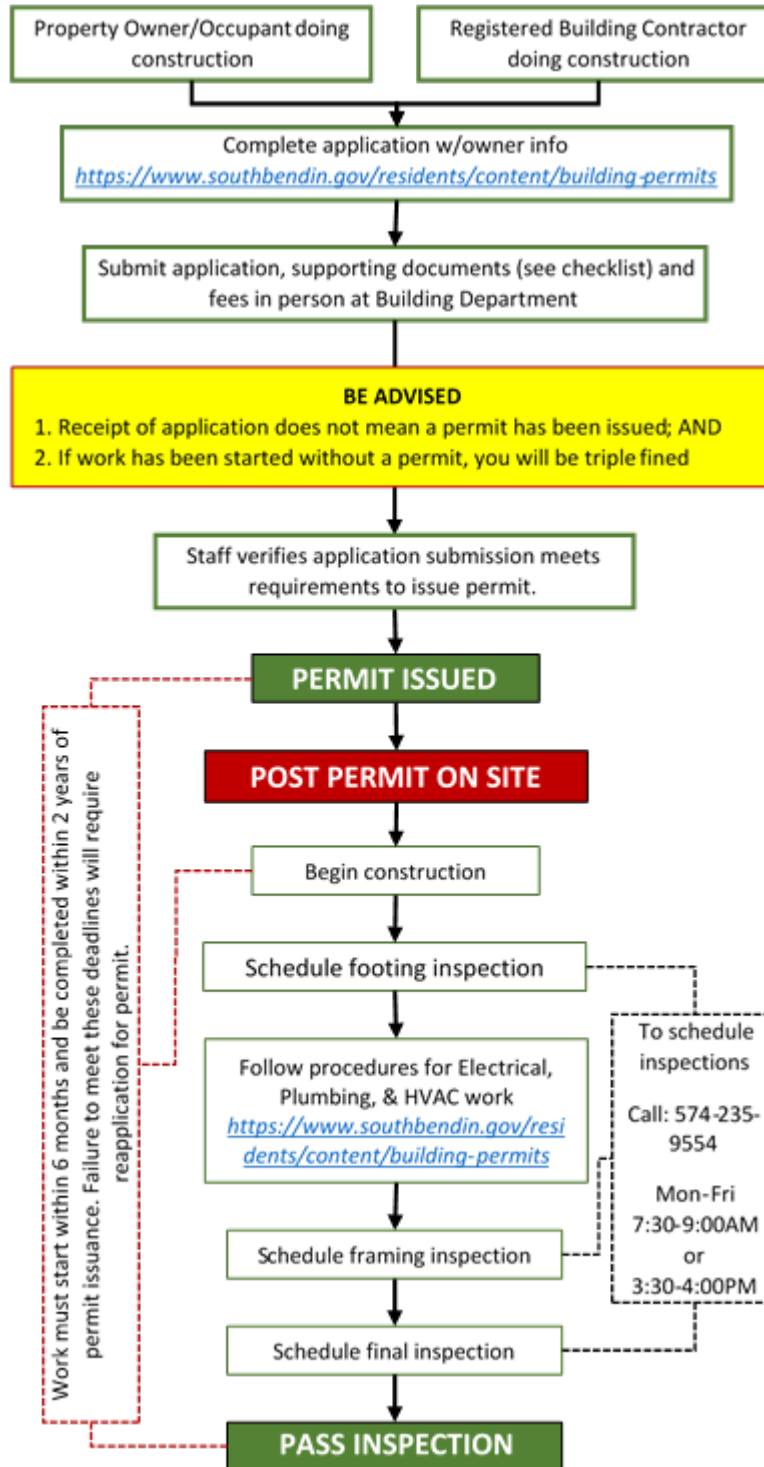 Property Owner/Occupant doing
construction
Registered Building Contractor
doing construction
Complete application w/owner info
https://www.southbendin.gov/residents/content/building-permits
Submit application, supporting documents (see checklist) and
fees in person at Building Department
BE ADVISED
1. Receipt of application does not mean a permit has been issued; AND
2. If work has been started without a permit, you will be triple fined
Staff verifies application submission meets
requirements to issue permit.
PERMIT ISSUED
POST PERMIT ON SITE
Begin construction
Work must start within 6 months and be completed within 2 years of
permit issuance. Failure to meet these deadlines will require
reapplication for permit.
Schedule footing inspection
Follow procedures for Electrical,
Plumbing, & HVAC work
https://www.southbendin.gov/resi
dents/content/building-permits
To schedule
inspections
Call: 574-235-
9554
Mon-Fri
7:30-9:00AM
or
3:30-4:00PM
Schedule framing inspection
Schedule final inspection
PASS INSPECTION